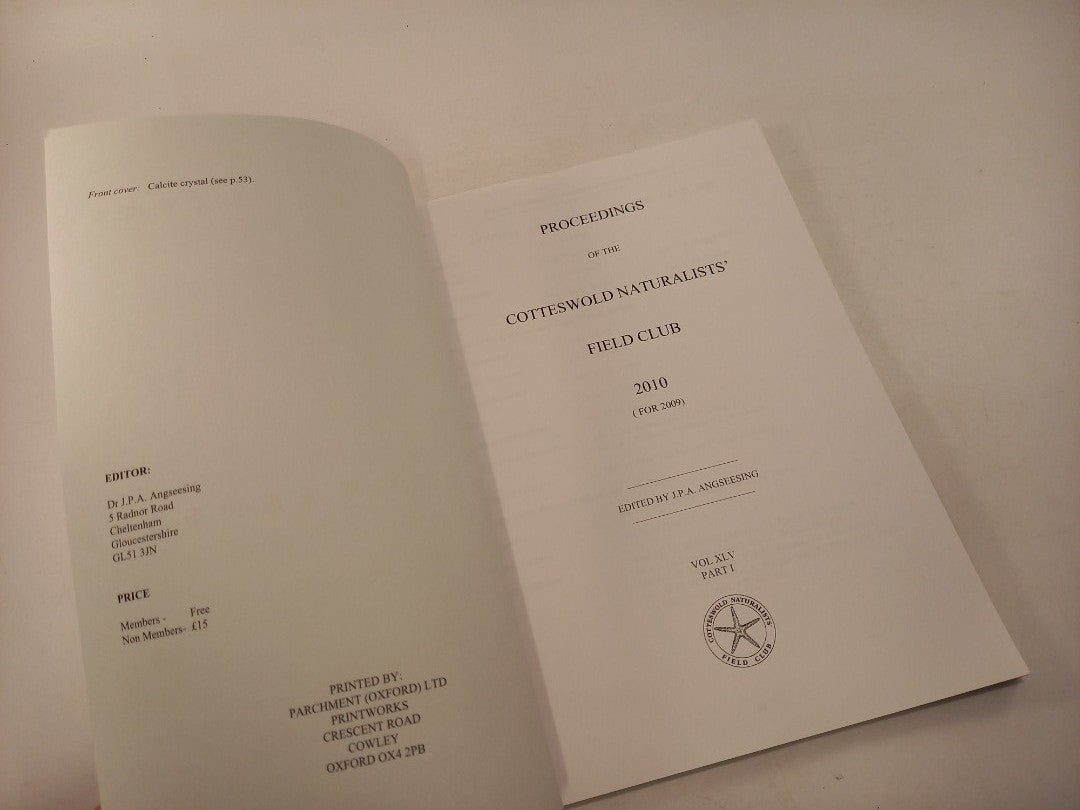 Front cover: Calcite crystal (see p.53).
EDITOR:
Dr J.P.A. Angseesing
5 Radnor Road
Cheltenham
Gloucestershire
GL51 3JN
PRICE
Members - Free
Non Members- £15
PRINTED BY:
PARCHMENT (OXFORD) LTD
PRINTWORKS
CRESCENT ROAD
COWLEY
OXFORD OX4 2PB
PROCEEDINGS
OF THE
COTTESWOLD NATURALISTS'
FIELD CLUB
2010
( FOR 2009)
EDITED BY J.P.A. ANGSEESING
VOL XLV
PART I
COTTESWOLD NATURALISTS
FIELD CLUB